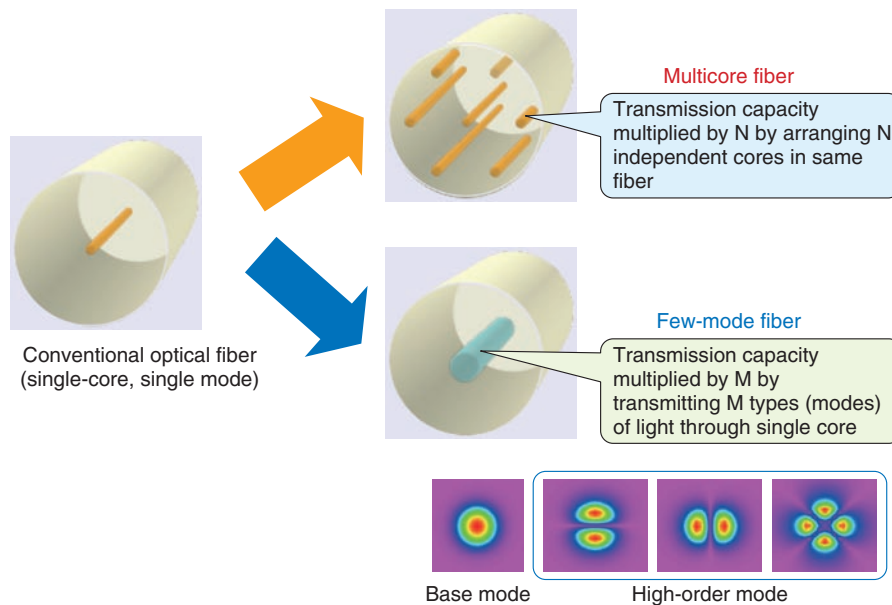 Multicore fiber
Transmission capacity
multiplied by N by arranging N
independent cores in same
fiber
Conventional optical fiber
(single-core, single mode)
Few-mode fiber
Transmission capacity
multiplied by M by
transmitting M types (modes)
of light through single core
Base mode
High-order mode